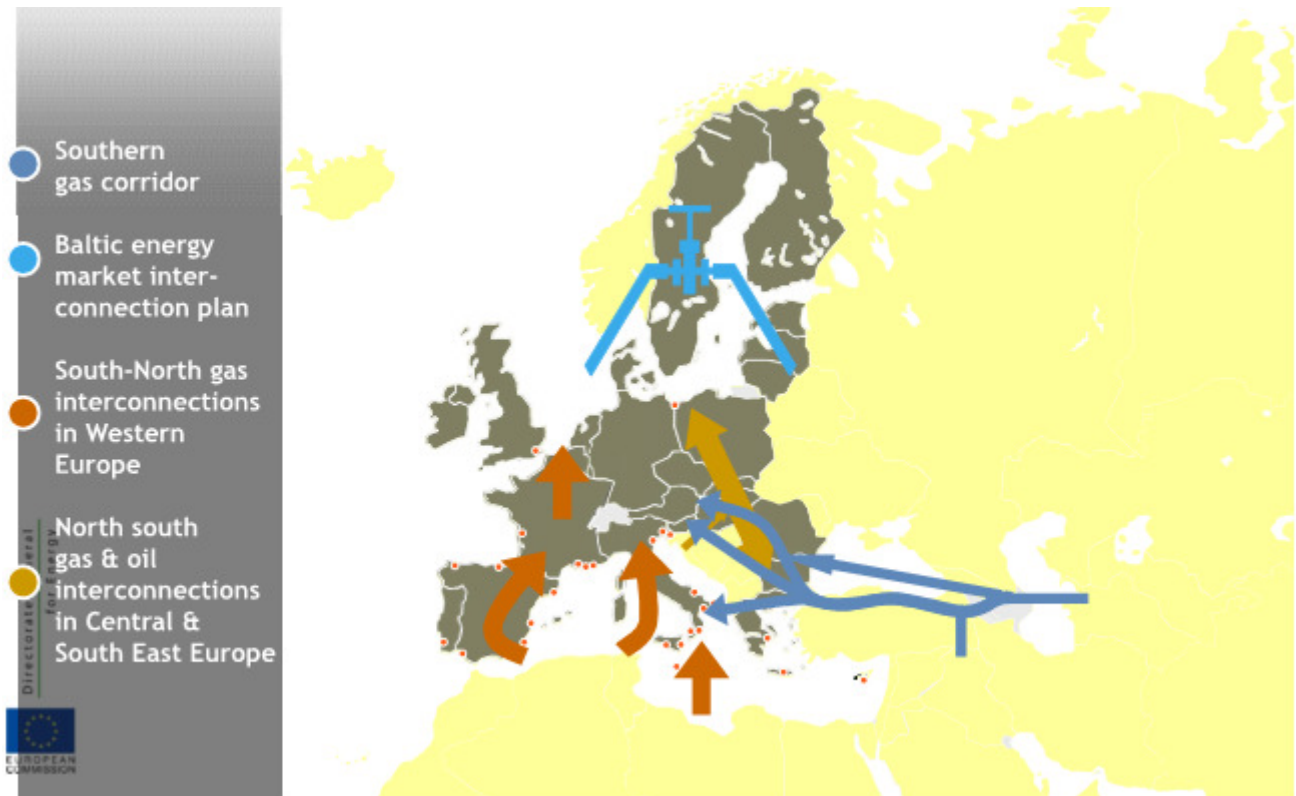 Southern
gas corridor
Baltic energy
market inter-
connection plan
South-North gas
interconnections
in Western
Europe
North south
gas & oil
interconnections
in Central &
South East Europe
Directorate General
for Energy
EUROPEAN
COMMISSION